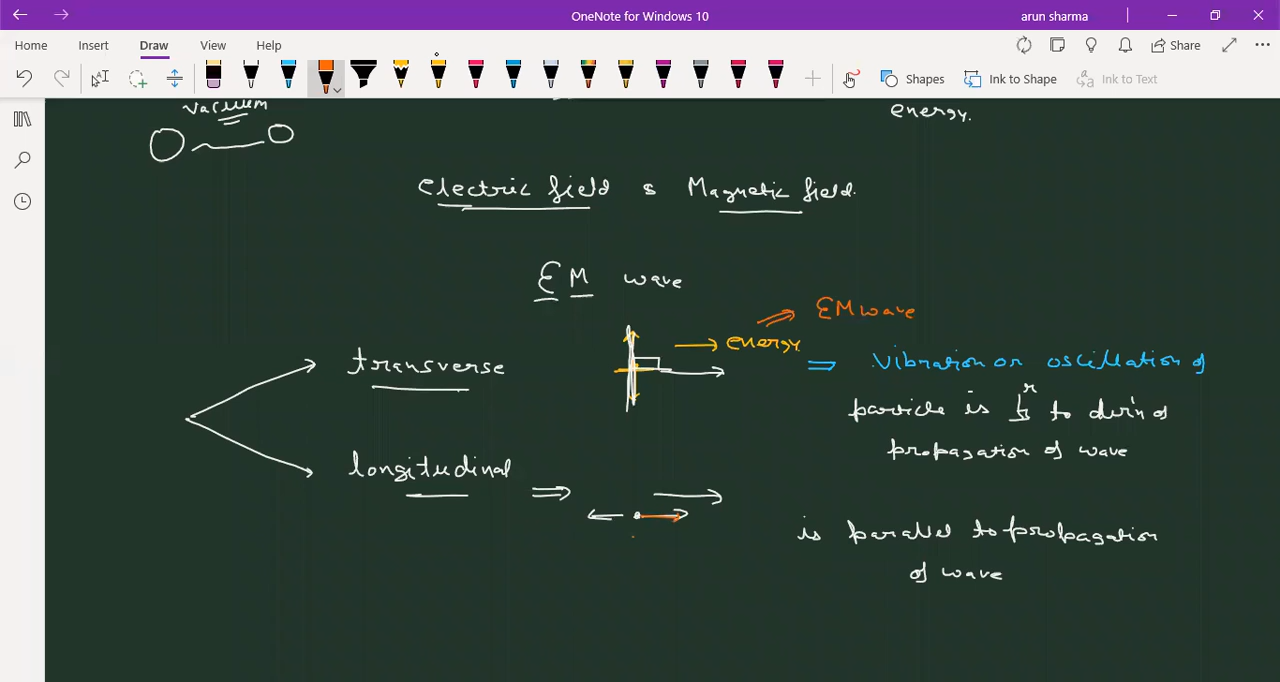 OneNote for Windows 10
arun sharma
Home Insert Draw View Help
Share
Shapes
Ink to Shape
Ink to Text
vacuum
energy.
Electric field & Magnetic field.
EM wave
EM wave
energy
transverse
⇒ Vibration or oscillation of
particle is ⊥r to dir'n of
propagation of wave
longitudinal ⇒
is parallel to propagation
of wave